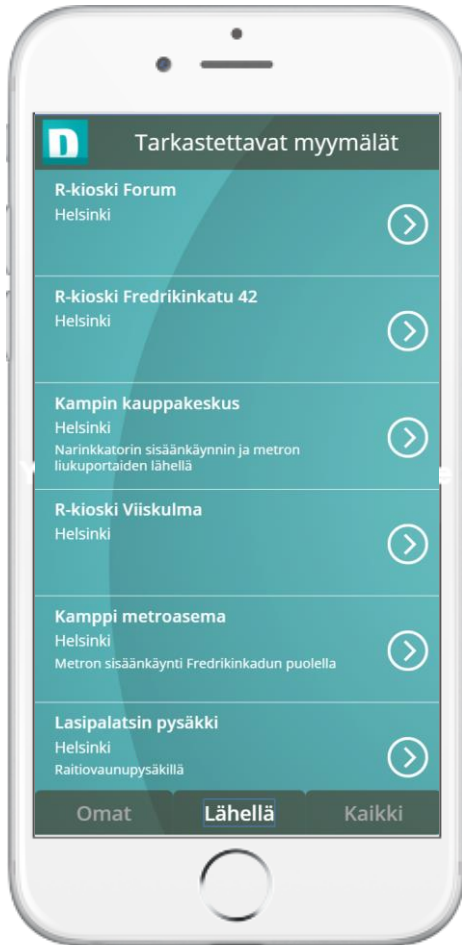 n
Tarkastettavat myymälät
R-kioski Forum
Helsinki
R-kioski Fredrikinkatu 42
Helsinki
Kampin kauppakeskus
Helsinki
Narinkkatorin sisäänkäynnin ja metron
liukuportaiden lähellä
R-kioski Viiskulma
Helsinki
Kamppi metroasema
Helsinki
Metron sisäänkäynti Fredrikinkadun puolella
Lasipalatsin pysäkki
Helsinki
Raitiovaunupysäkillä
Omat Lähellä Kaikki